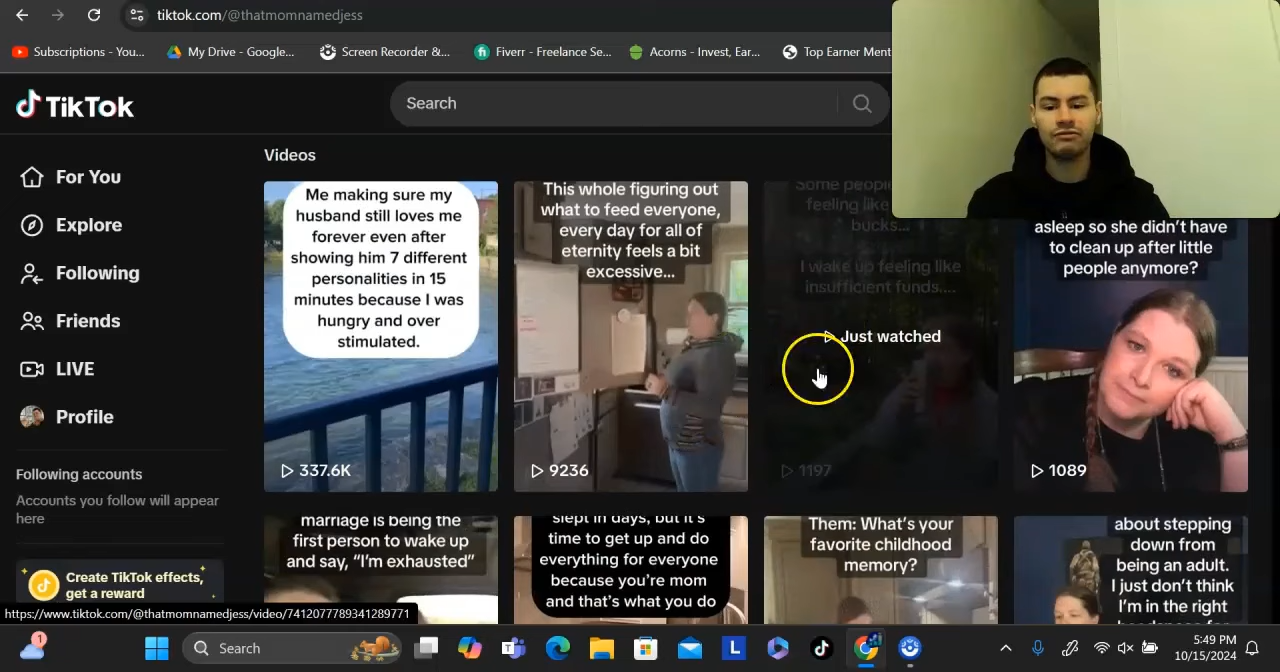 tiktok.com/@thatmomnamedjess
Subscriptions - You...
My Drive - Google...
Screen Recorder &...
Fiverr - Freelance Se...
Acorns - Invest, Ear...
Top Earner Ment
TikTok
Search
For You
Explore
Following
Friends
LIVE
Profile
Following accounts
Accounts you follow will appear
here
Create TikTok effects,
get a reward
Videos
Me making sure my
husband still loves me
forever even after
showing him 7 different
personalities in 15
minutes because I was
hungry and over
stimulated.
337.6K
This whole figuring out
what to feed everyone,
every day for all of
eternity feels a bit
excessive...
9236
Some people
feeling like
bucks...
I wake up feeling like
insufficient funds....
Just watched
1197
asleep so she didn't have
to clean up after little
people anymore?
1089
marriage is being the
first person to wake up
and say, "I'm exhausted"
slept in days, but it's
time to get up and do
everything for everyone
because you're mom
and that's what you do
Them: What's your
favorite childhood
memory?
about stepping
down from
being an adult.
I just don't think
I'm in the right
https://www.tiktok.com/@thatmomnamedjess/video/7412077789341289771
1
Search
L
5:49 PM
10/15/2024